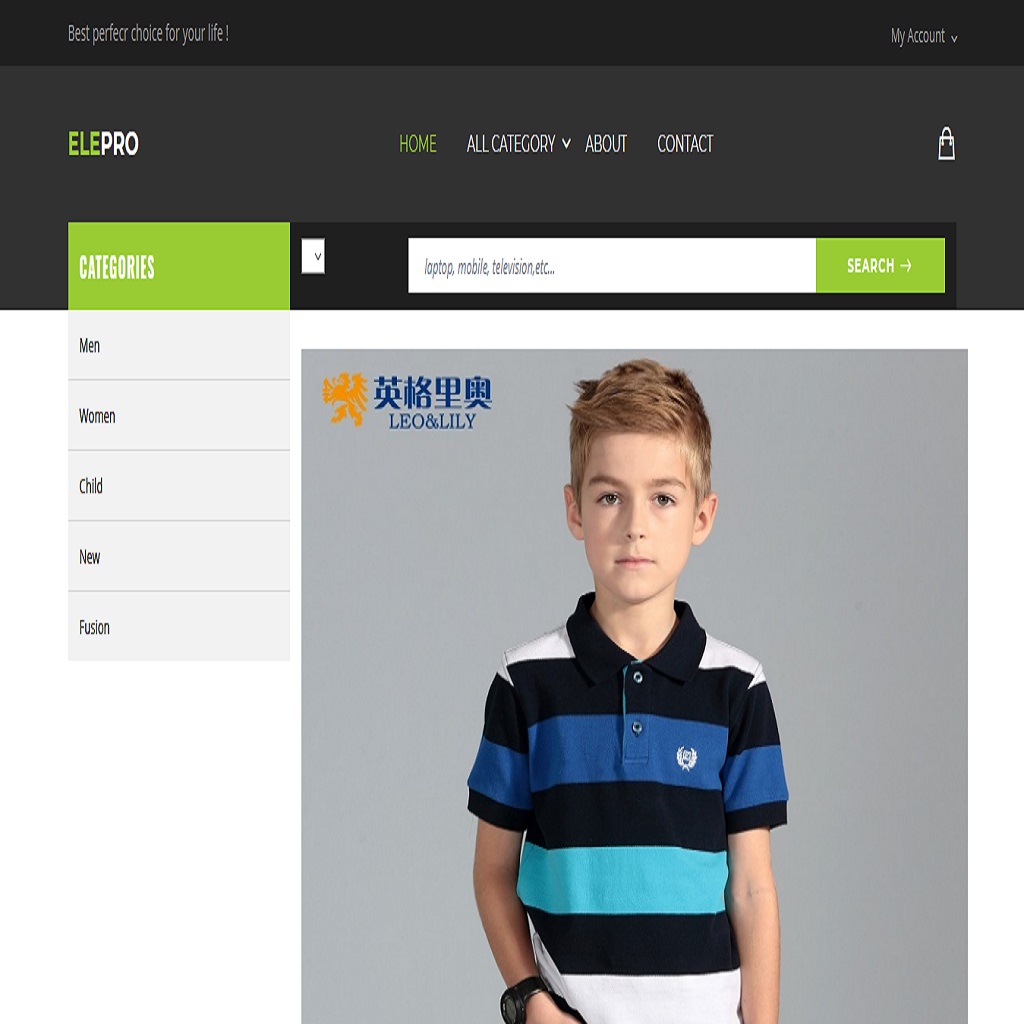 Best perfecr choice for your life !
My Account
ELEPRO
HOME
ALL CATEGORY
ABOUT
CONTACT
CATEGORIES
laptop, mobile, television,etc...
SEARCH
Men
Women
Child
New
Fusion
英格里奥
LEO&LILY